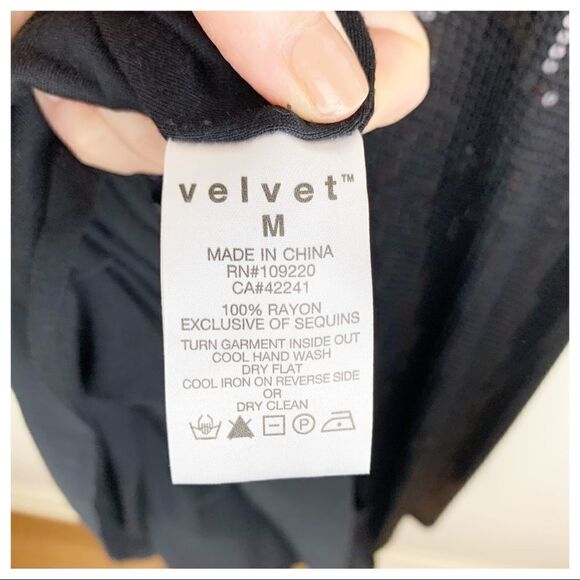 velvet™
M
MADE IN CHINA
RN#109220
CA#42241
100% RAYON
EXCLUSIVE OF SEQUINS
TURN GARMENT INSIDE OUT
COOL HAND WASH
DRY FLAT
COOL IRON ON REVERSE SIDE
OR
DRY CLEAN
P